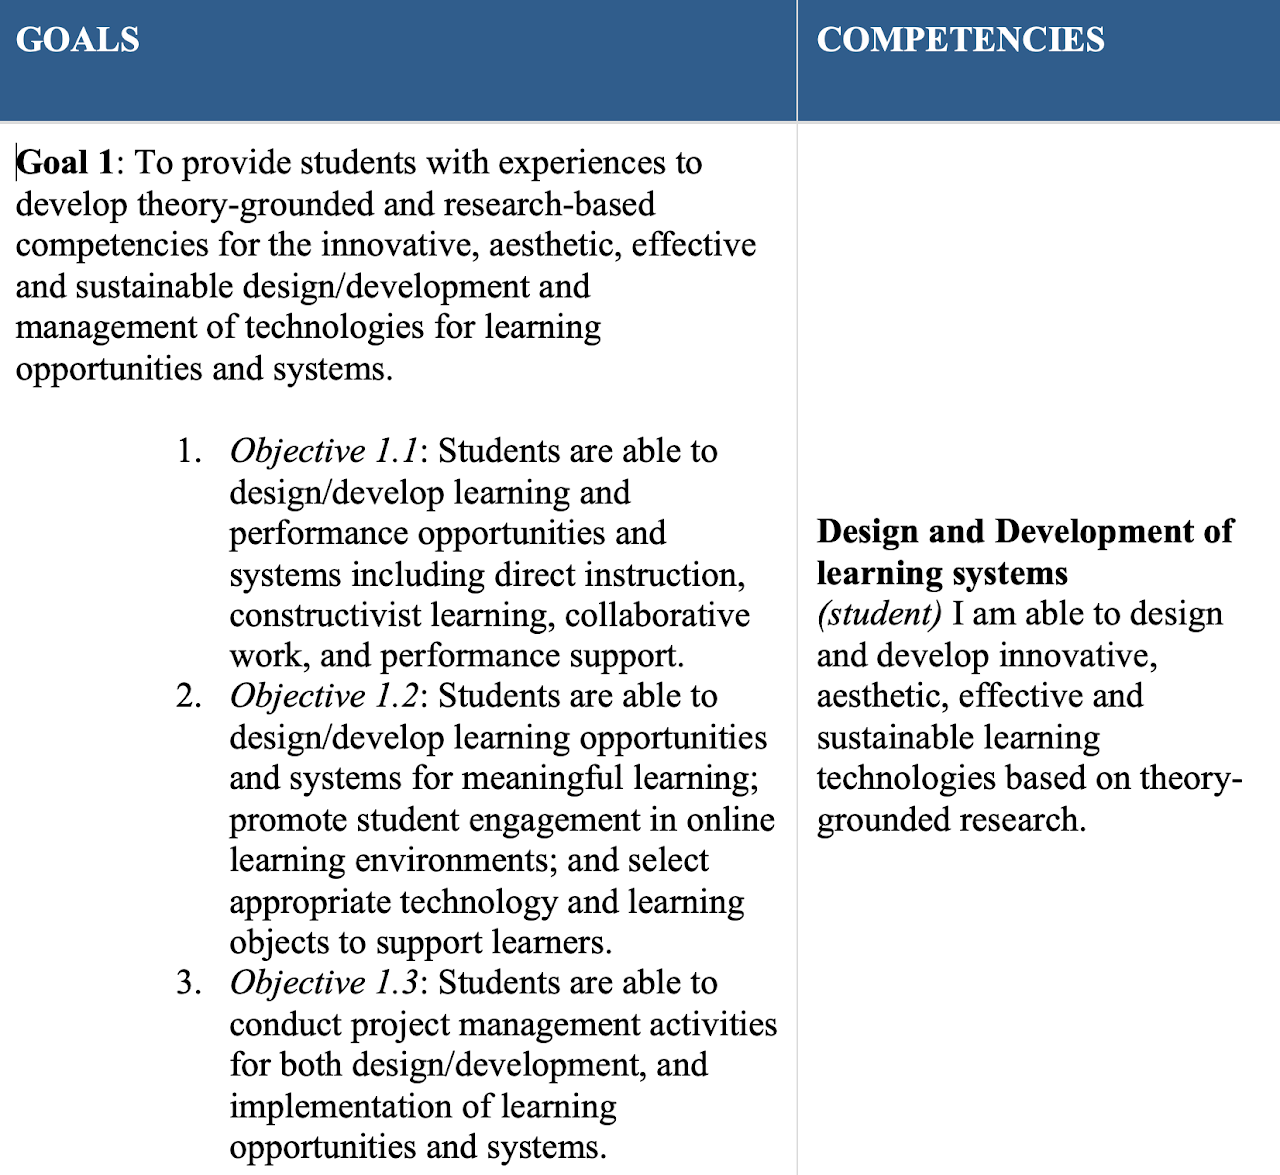 GOALS
COMPETENCIES
Goal 1: To provide students with experiences to
develop theory-grounded and research-based
competencies for the innovative, aesthetic, effective
and sustainable design/development and
management of technologies for learning
opportunities and systems.
1. Objective 1.1: Students are able to
design/develop learning and
performance opportunities and
systems including direct instruction,
constructivist learning, collaborative
work, and performance support.
2. Objective 1.2: Students are able to
design/develop learning opportunities
and systems for meaningful learning;
promote student engagement in online
learning environments; and select
appropriate technology and learning
objects to support learners.
3. Objective 1.3: Students are able to
conduct project management activities
for both design/development, and
implementation of learning
opportunities and systems.
Design and Development of
learning systems
(student) I am able to design
and develop innovative,
aesthetic, effective and
sustainable learning
technologies based on theory-
grounded research.